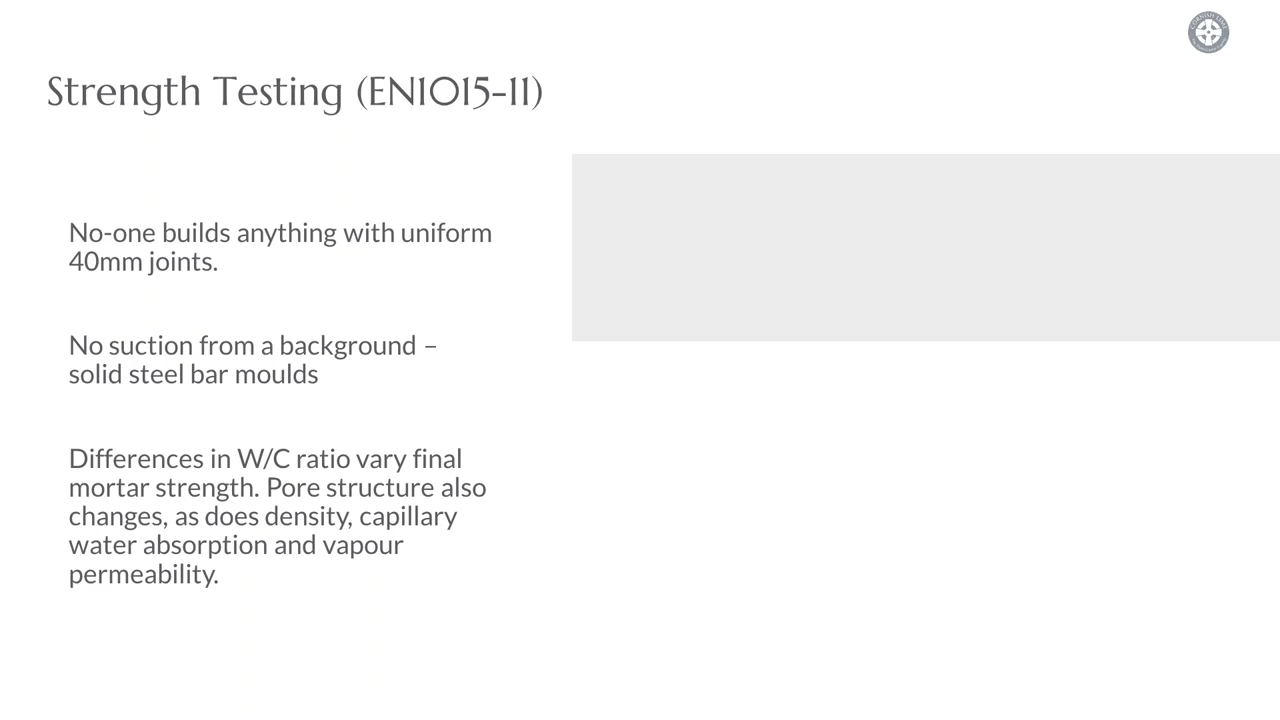 CORNISH LIME
Strength Testing (EN1015-11)
No-one builds anything with uniform
40mm joints.
No suction from a background –
solid steel bar moulds
Differences in W/C ratio vary final
mortar strength. Pore structure also
changes, as does density, capillary
water absorption and vapour
permeability.